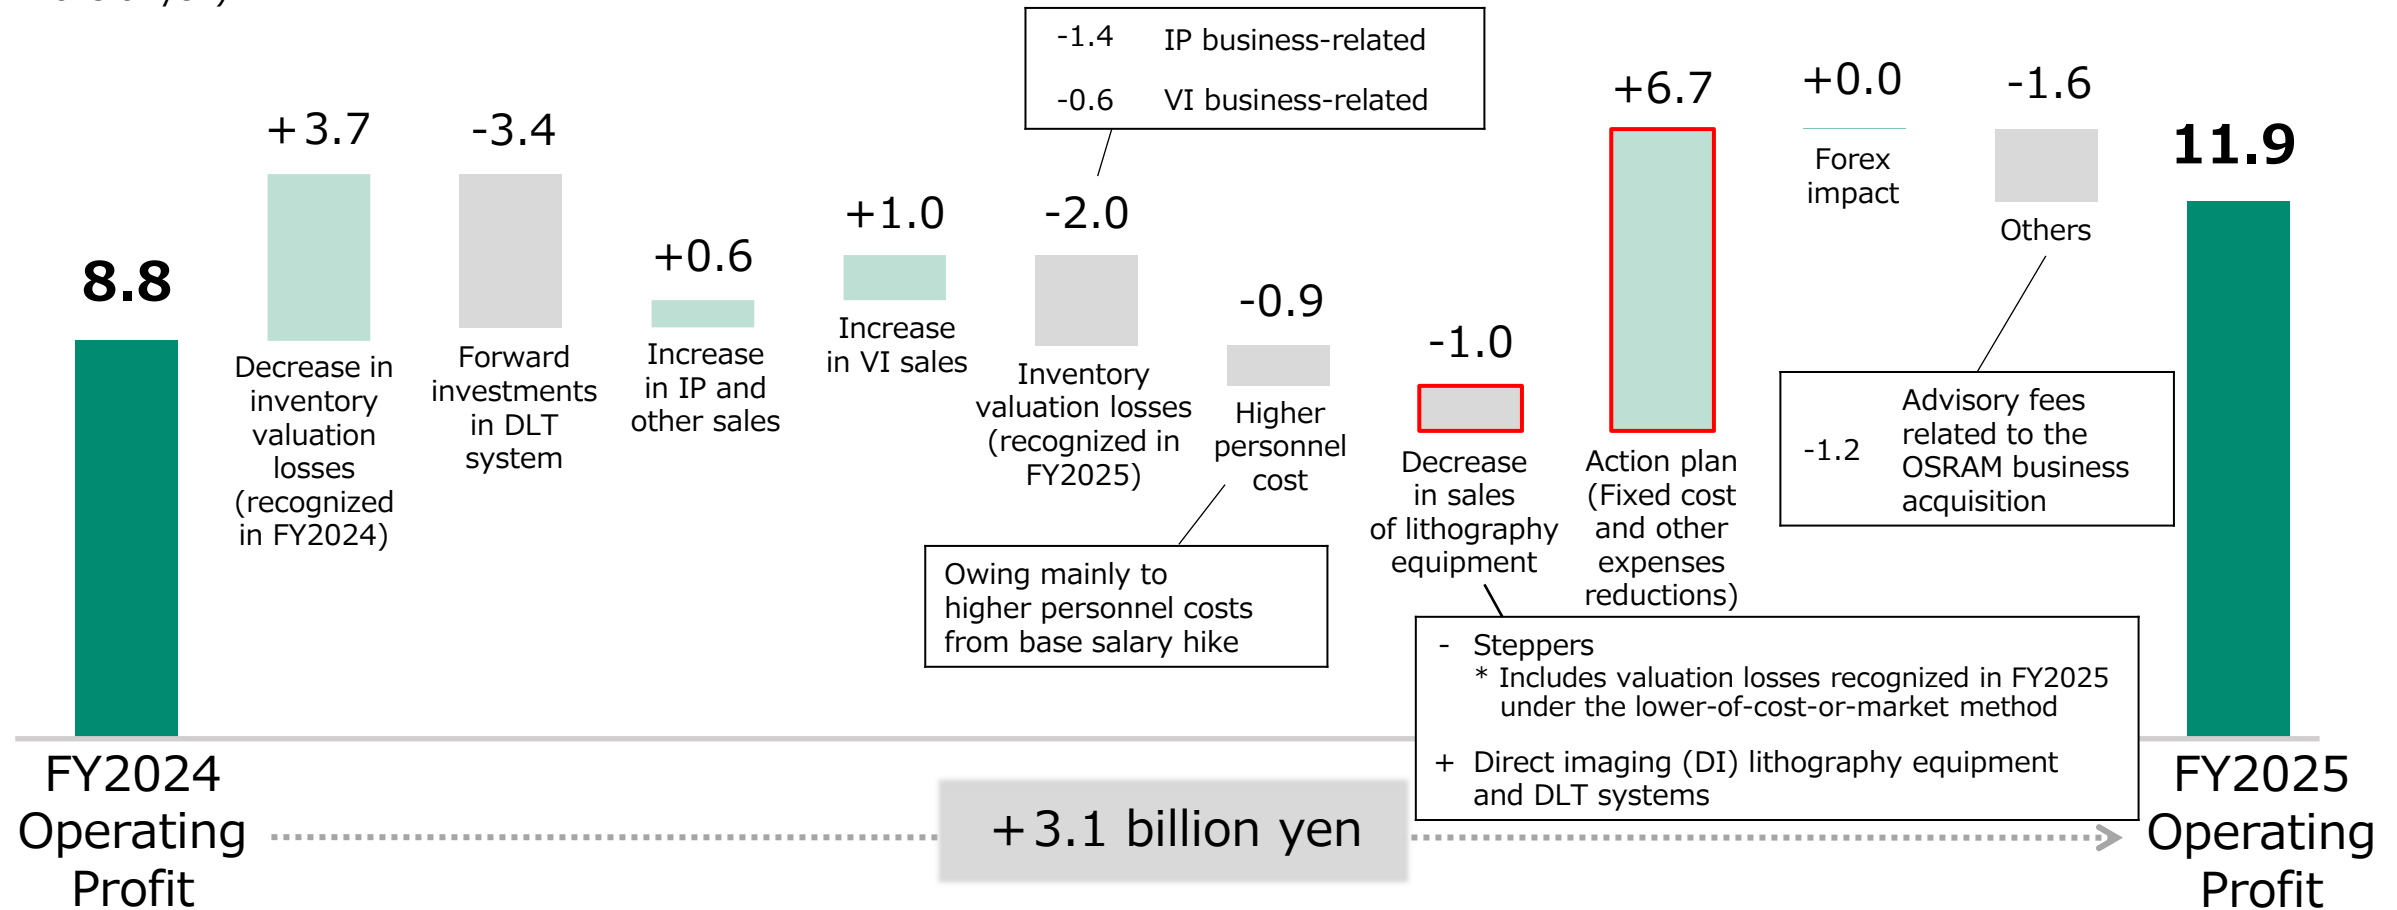 -1.4 IP business-related
-0.6 VI business-related
8.8
+3.7
Decrease in
inventory
valuation
losses
(recognized
in FY2024)
-3.4
Forward
investments
in DLT
system
+0.6
Increase
in IP and
other sales
+1.0
Increase
in VI sales
-2.0
Inventory
valuation losses
(recognized in
FY2025)
-0.9
Higher
personnel
cost
Owing mainly to
higher personnel costs
from base salary hike
-1.0
Decrease
in sales
of lithography
equipment
- Steppers
* Includes valuation losses recognized in FY2025
under the lower-of-cost-or-market method
+ Direct imaging (DI) lithography equipment
and DLT systems
+6.7
Action plan
(Fixed cost
and other
expenses
reductions)
+0.0
Forex
impact
-1.6
Others
-1.2
Advisory fees
related to the
OSRAM business
acquisition
11.9
FY2024
Operating
Profit
+3.1 billion yen
FY2025
Operating
Profit